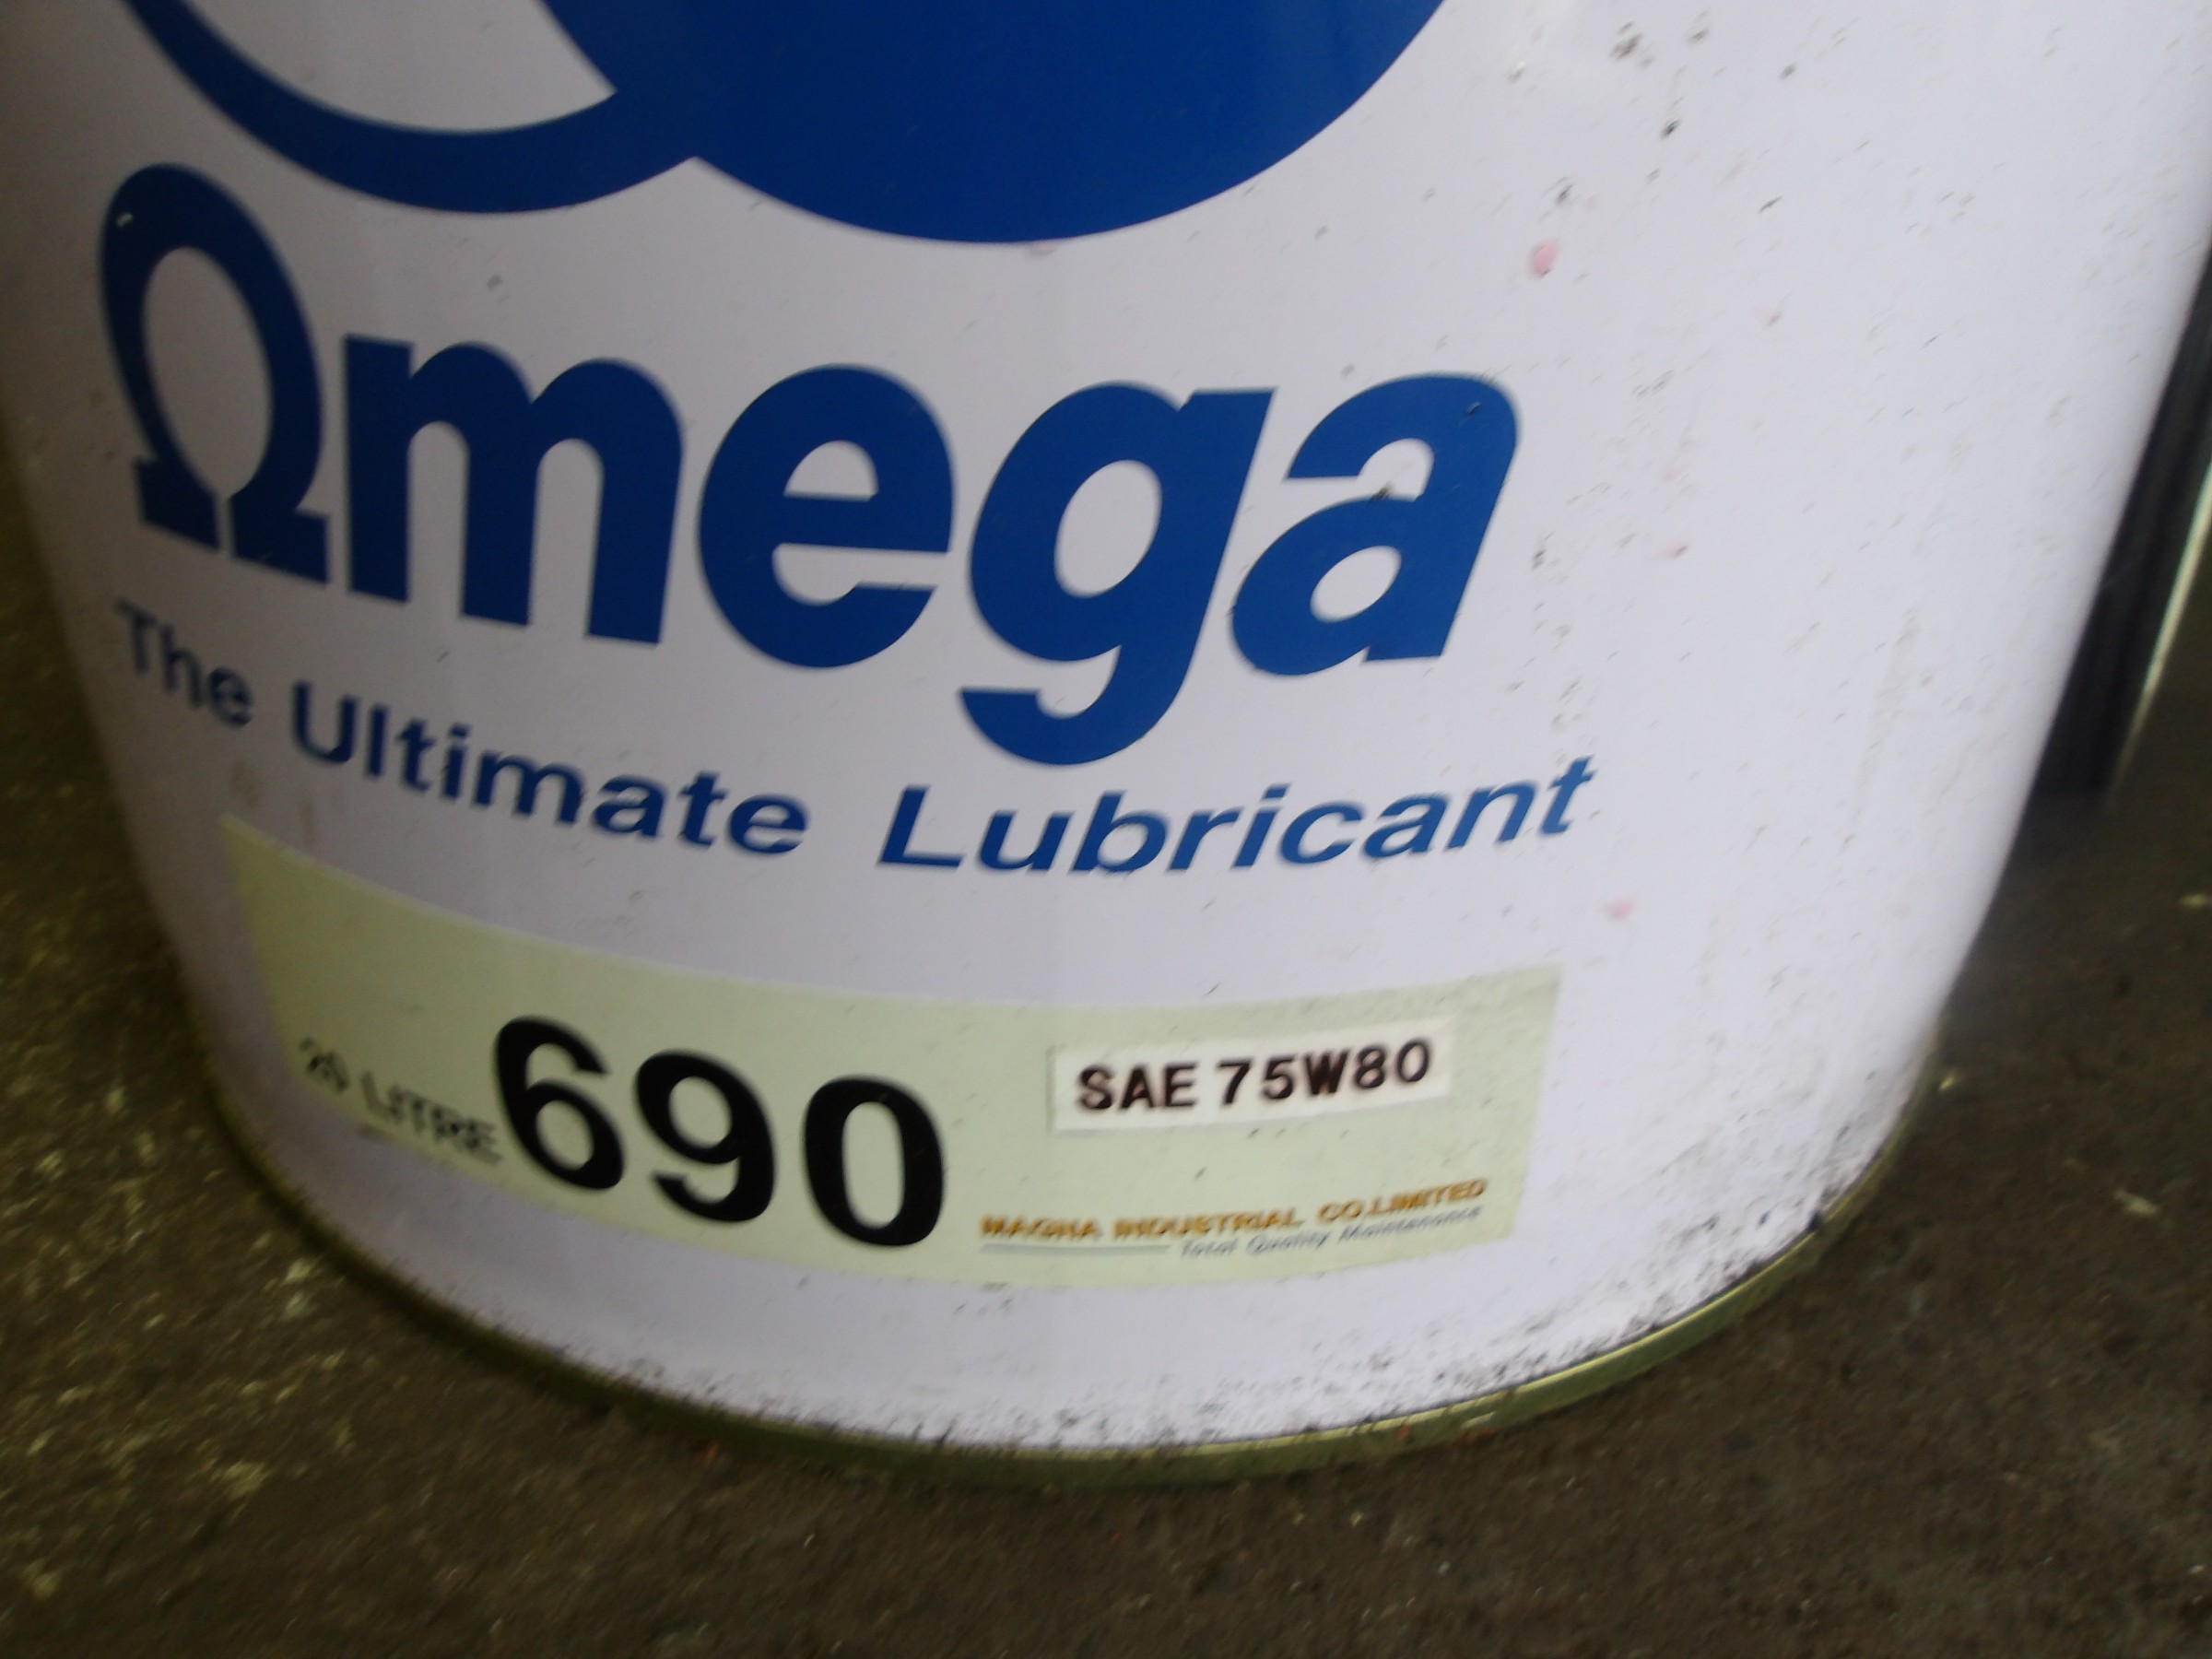 Ωmega
The Ultimate Lubricant
20 LITRE 690 SAE 75W80
MAGNA INDUSTRIAL CO.LIMITED
Total Quality Maintenance